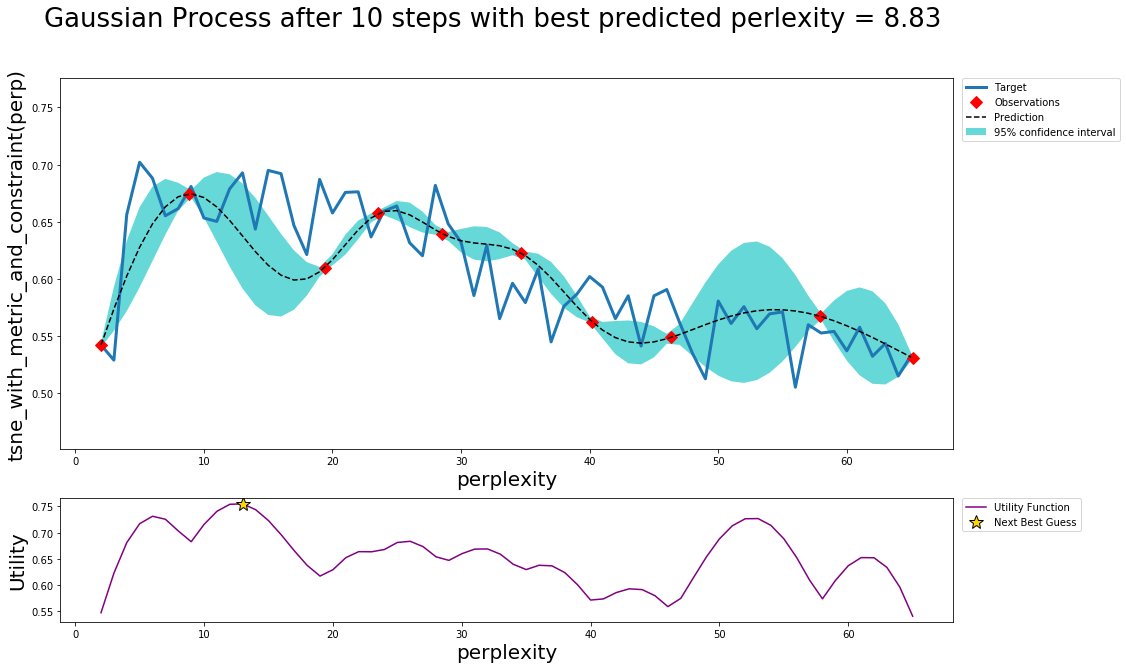 Gaussian Process after 10 steps with best predicted perlexity = 8.83
tsne_with_metric_and_constraint(perp)
0.75
0.70
0.65
0.60
0.55
0.50
0 10 20 30 40 50 60
perplexity
Target
Observations
Prediction
95% confidence interval
Utility
0.75
0.70
0.65
0.60
0.55
0 10 20 30 40 50 60
perplexity
Utility Function
Next Best Guess